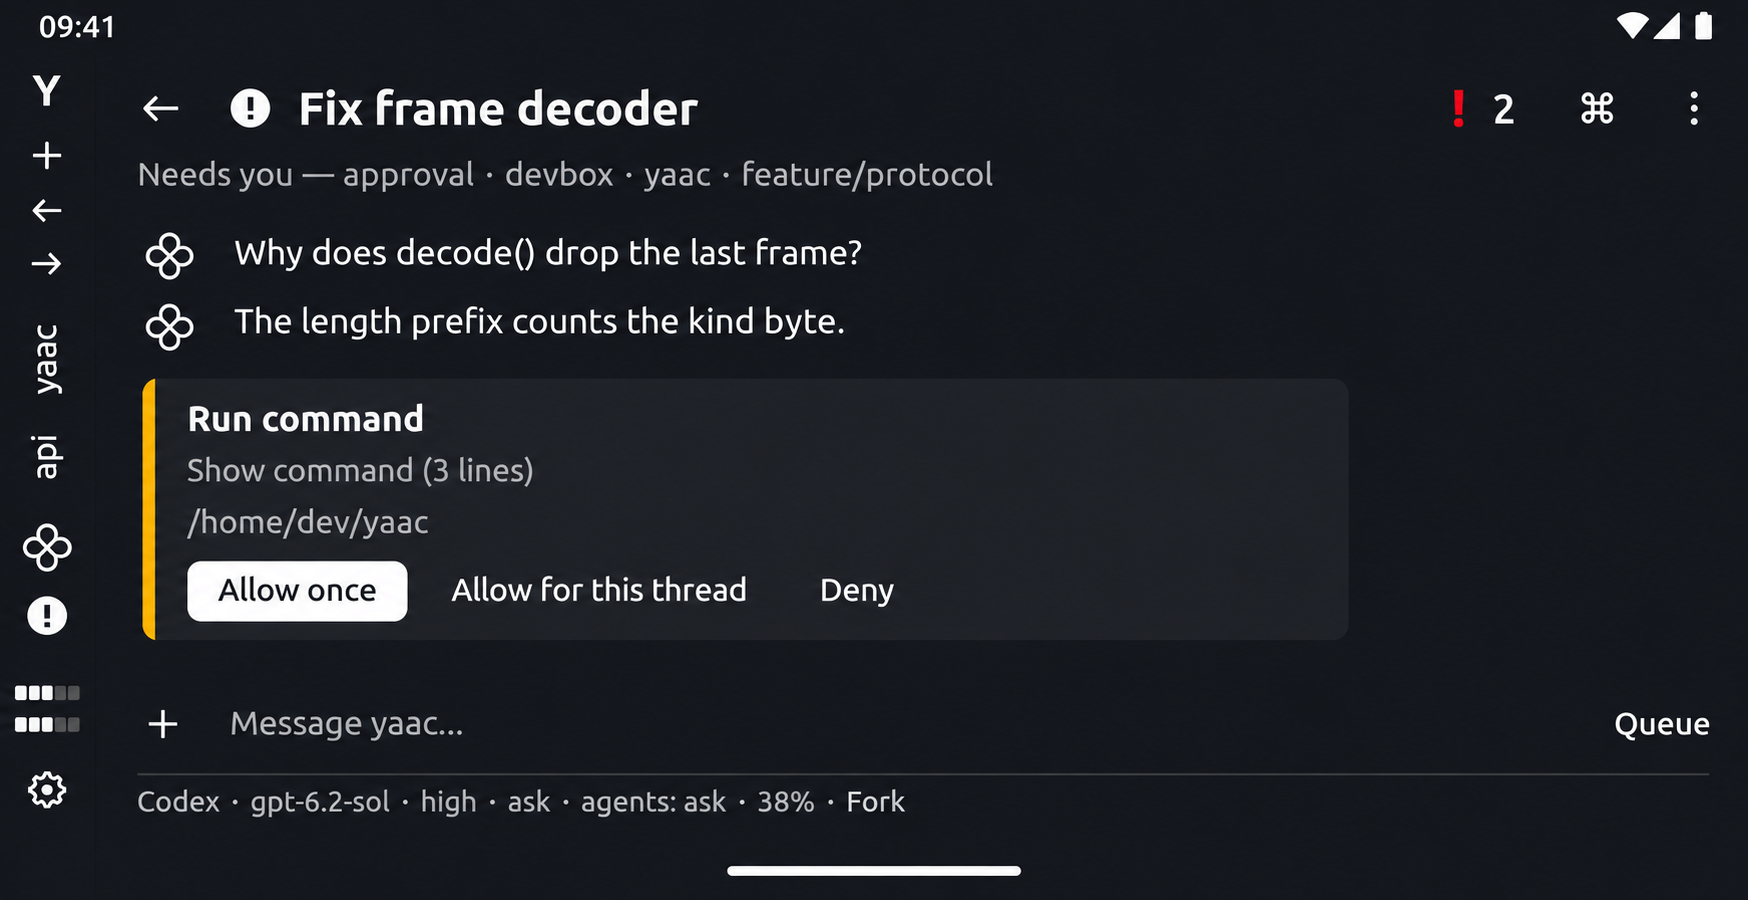 09:41
Y
yaac
api
Fix frame decoder
2
Needs you — approval · devbox · yaac · feature/protocol
Why does decode() drop the last frame?
The length prefix counts the kind byte.
Run command
Show command (3 lines)
/home/dev/yaac
Allow once Allow for this thread Deny
Message yaac... Queue
Codex · gpt-6.2-sol · high · ask · agents: ask · 38% · Fork